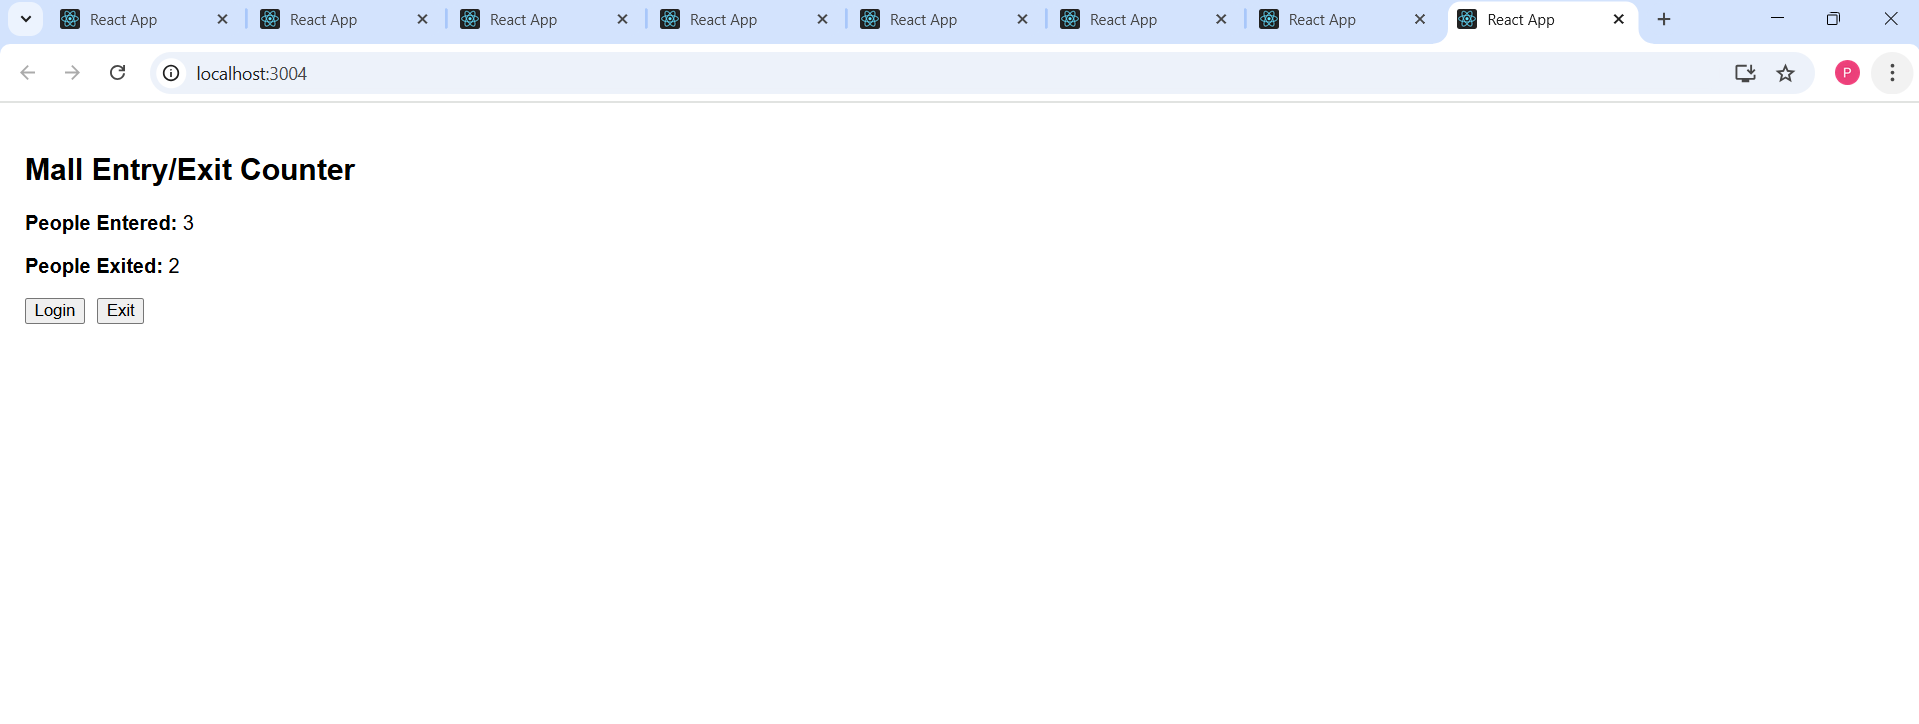 React App React App React App React App React App React App React App React App
localhost:3004
P
Mall Entry/Exit Counter
People Entered: 3
People Exited: 2
Login Exit